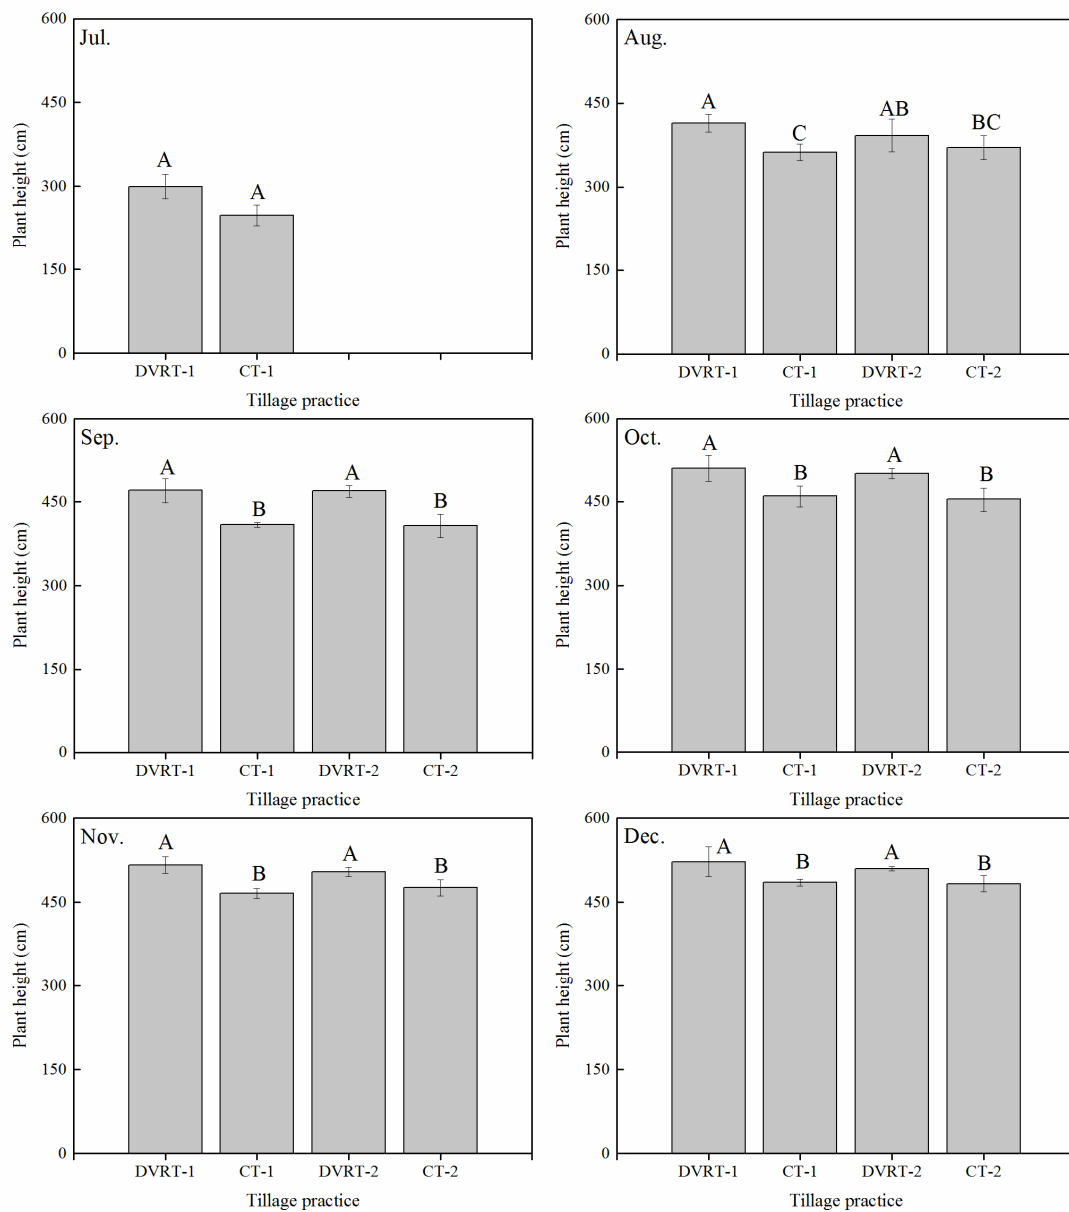 Jul.
600
450
300
150
0
Plant height (cm)
A
A
DVRT-1 CT-1
Tillage practice
Aug.
600
450
300
150
0
Plant height (cm)
A
C
AB
BC
DVRT-1 CT-1 DVRT-2 CT-2
Tillage practice
Sep.
600
450
300
150
0
Plant height (cm)
A
B
A
B
DVRT-1 CT-1 DVRT-2 CT-2
Tillage practice
Oct.
600
450
300
150
0
Plant height (cm)
A
B
A
B
DVRT-1 CT-1 DVRT-2 CT-2
Tillage practice
Nov.
600
450
300
150
0
Plant height (cm)
A
B
A
B
DVRT-1 CT-1 DVRT-2 CT-2
Tillage practice
Dec.
600
450
300
150
0
Plant height (cm)
A
B
A
B
DVRT-1 CT-1 DVRT-2 CT-2
Tillage practice